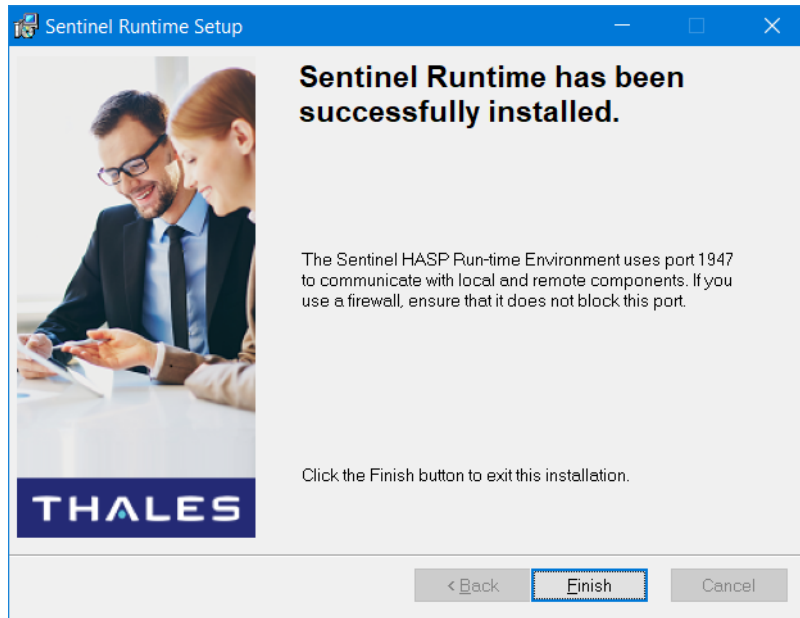 Sentinel Runtime Setup
Sentinel Runtime has been
successfully installed.
The Sentinel HASP Run-time Environment uses port 1947
to communicate with local and remote components. If you
use a firewall, ensure that it does not block this port.
Click the Finish button to exit this installation.
THALES
< Back
Finish
Cancel